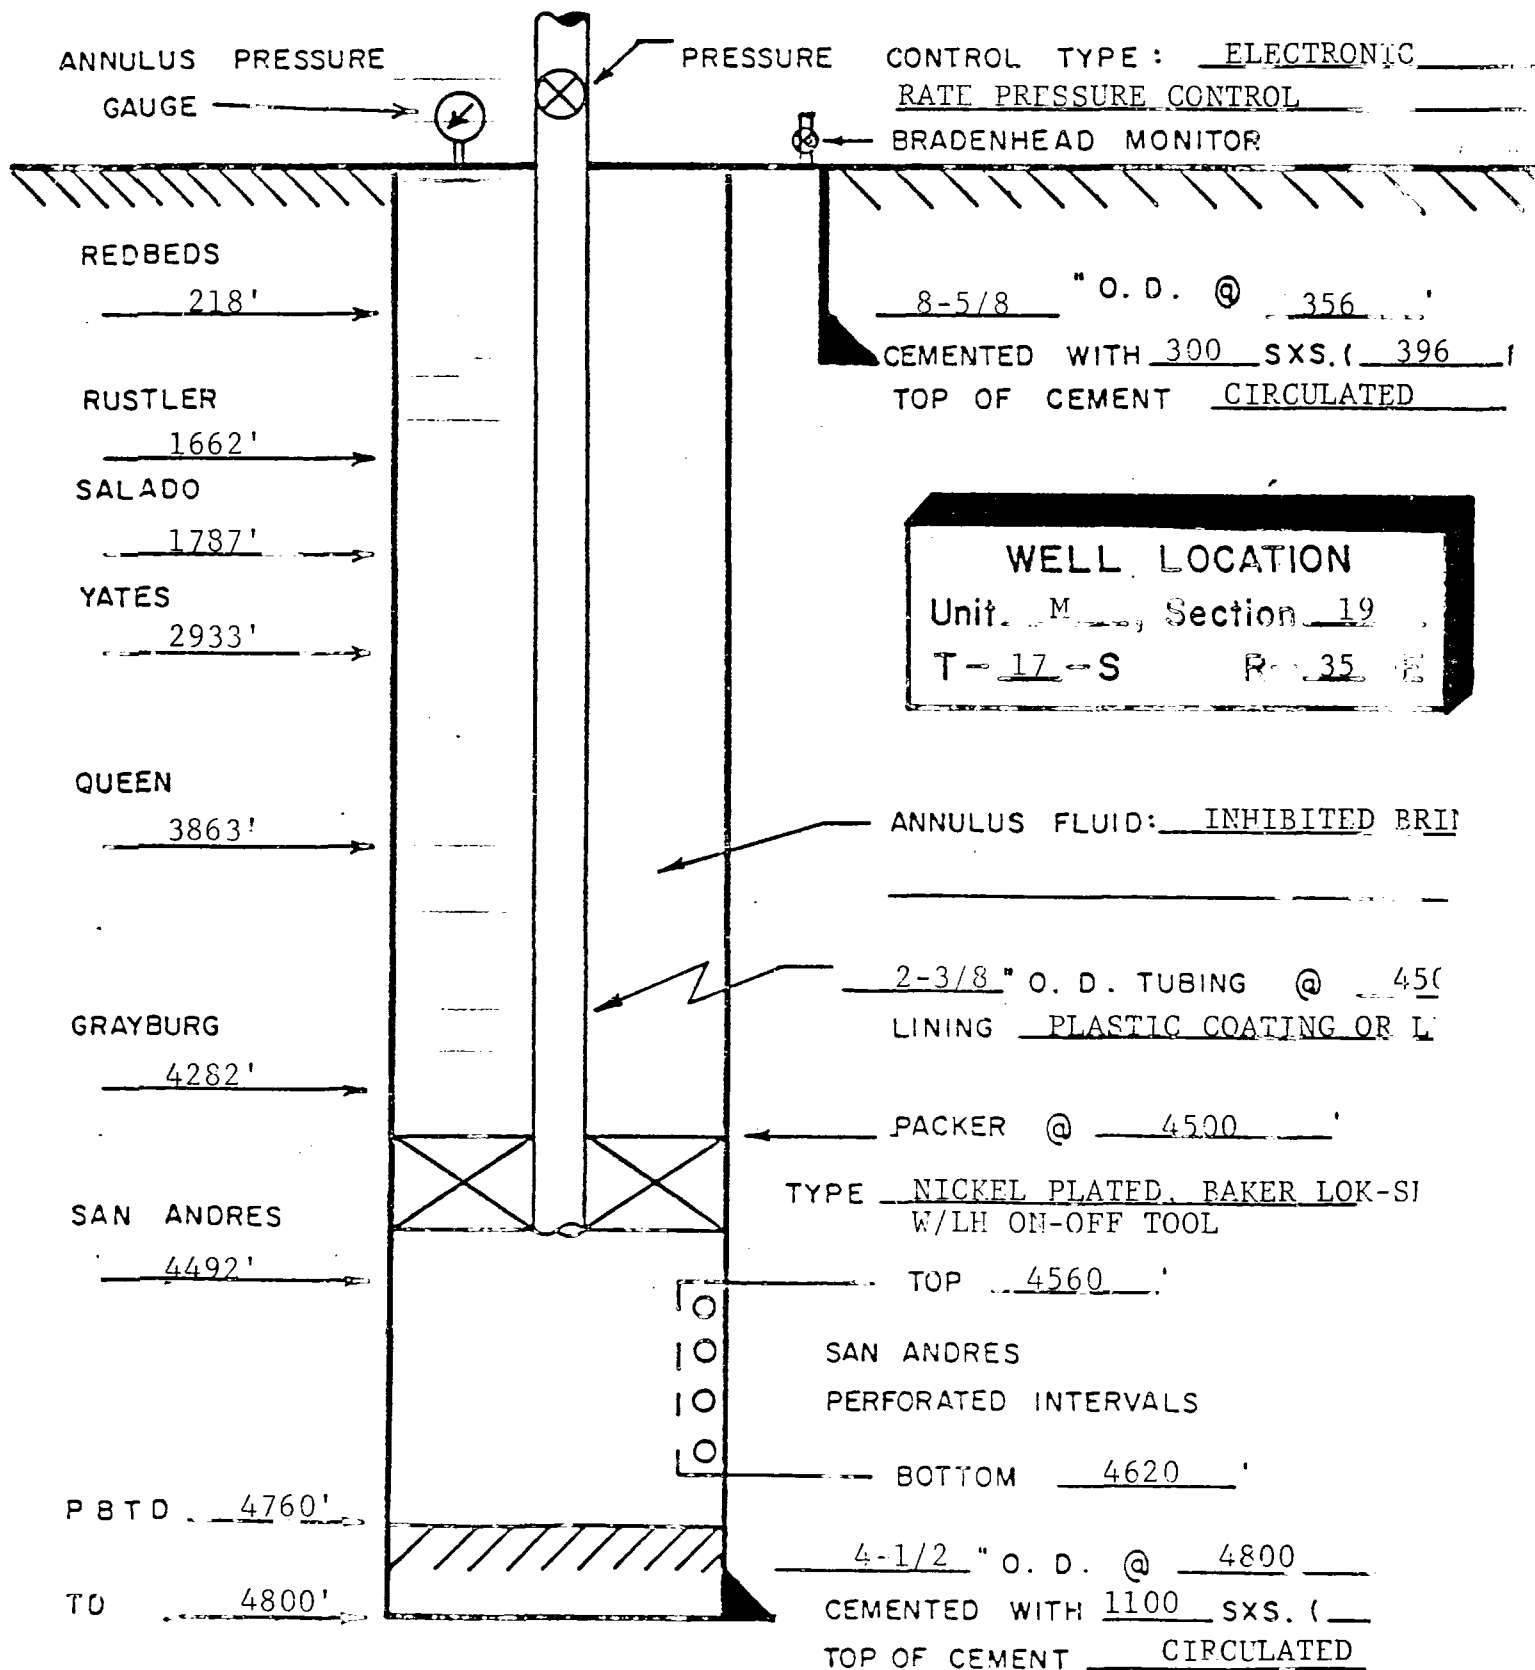 ANNULUS PRESSURE
GAUGE
PRESSURE CONTROL TYPE: ELECTRONIC
RATE PRESSURE CONTROL
BRADENHEAD MONITOR
REDBEDS
218'
8-5/8 " O.D. @ 356 '
CEMENTED WITH 300 SXS. ( 396
TOP OF CEMENT CIRCULATED
RUSTLER
1662'
SALADO
1787'
YATES
2933'
WELL LOCATION
Unit M, Section 19
T-17-S R 35 E
QUEEN
3863'
ANNULUS FLUID: INHIBITED
2-3/8 " O.D. TUBING @
LINING PLASTIC COATING OR
GRAYBURG
4282'
PACKER @ 4500 '
TYPE NICKEL PLATED, BAKER
W/LH ON-OFF TOOL
SAN ANDRES
4492'
TOP 4560 '
SAN ANDRES
PERFORATED INTERVALS
BOTTOM 4620 '
PBTD 4760'
TD 4800'
4-1/2 " O.D. @ 4800
CEMENTED WITH 1100 SXS. (
TOP OF CEMENT CIRCULATED